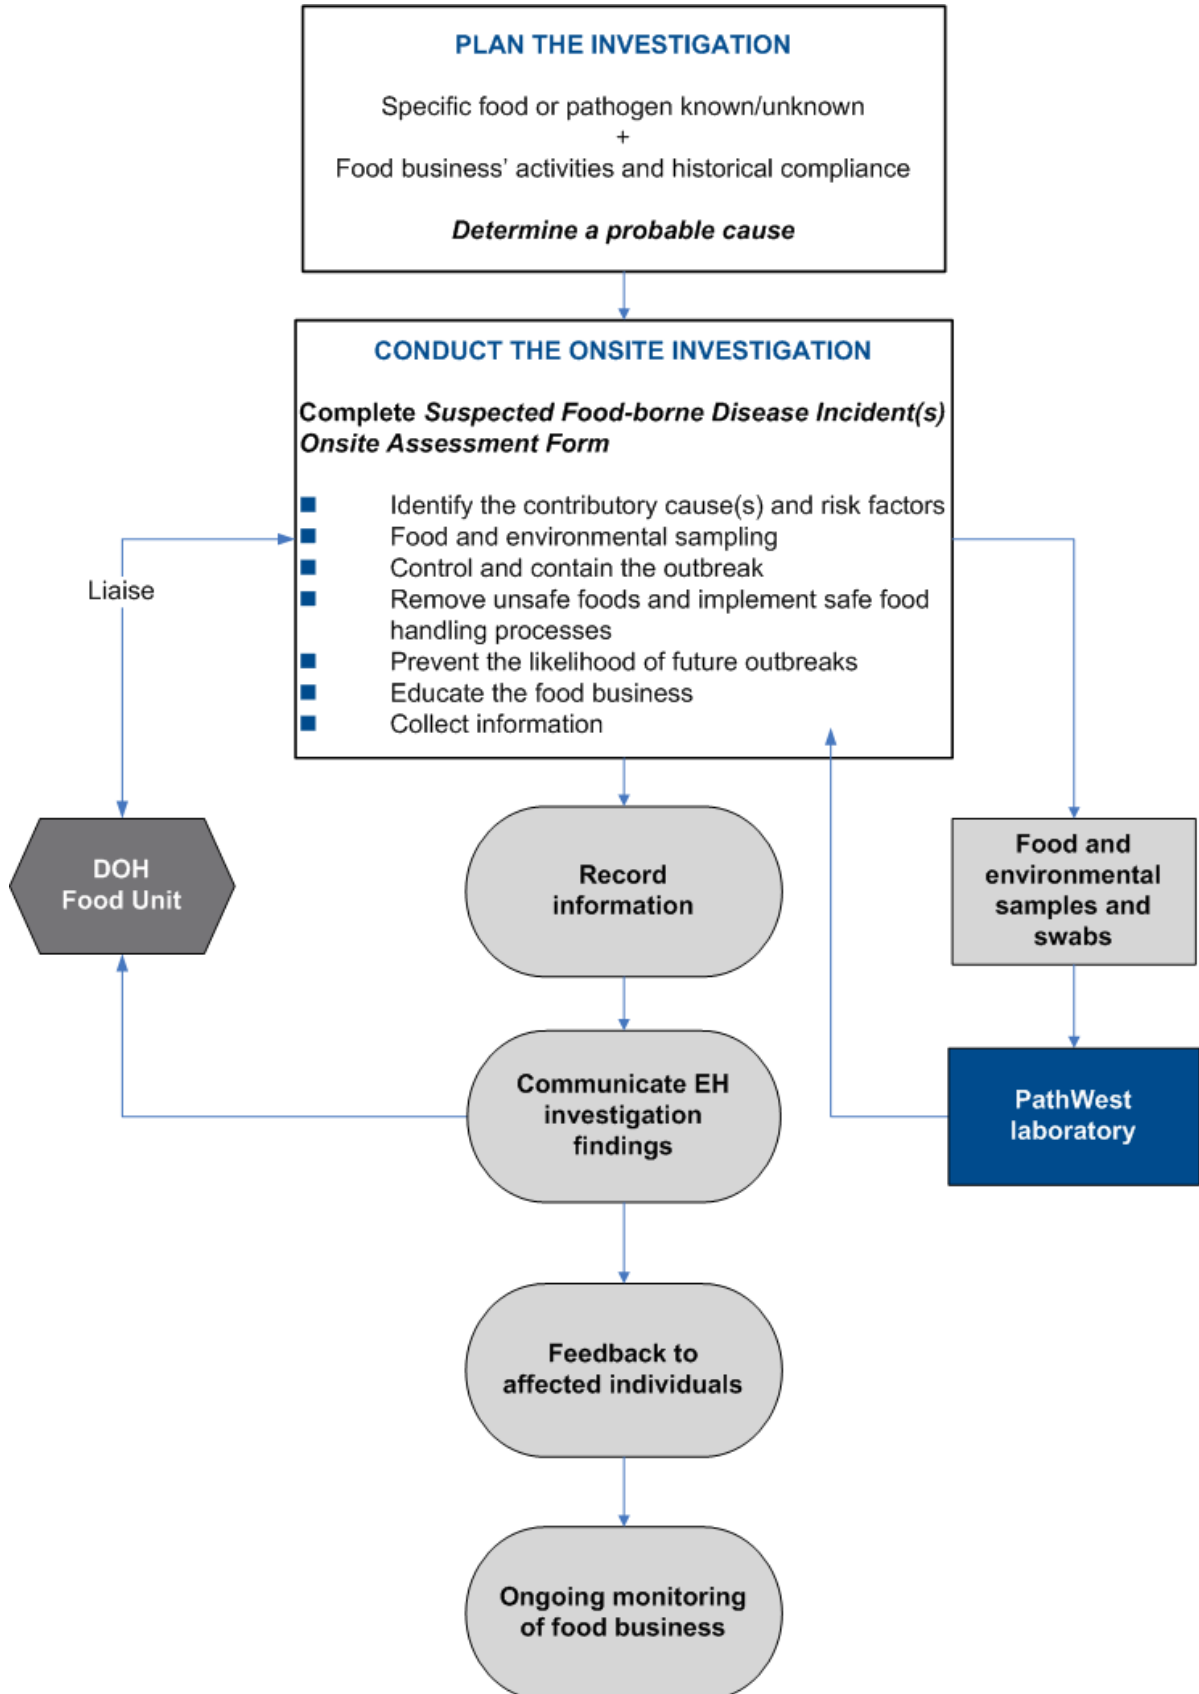 PLAN THE INVESTIGATION
Specific food or pathogen known/unknown
+
Food business' activities and historical compliance
Determine a probable cause
CONDUCT THE ONSITE INVESTIGATION
Complete Suspected Food-borne Disease Incident(s)
Onsite Assessment Form
Identify the contributory cause(s) and risk factors
Food and environmental sampling
Control and contain the outbreak
Remove unsafe foods and implement safe food
handling processes
Prevent the likelihood of future outbreaks
Educate the food business
Collect information
Liaise
DOH
Food Unit
Record
information
Food and
environmental
samples and
swabs
Communicate EH
investigation
findings
PathWest
laboratory
Feedback to
affected individuals
Ongoing monitoring
of food business